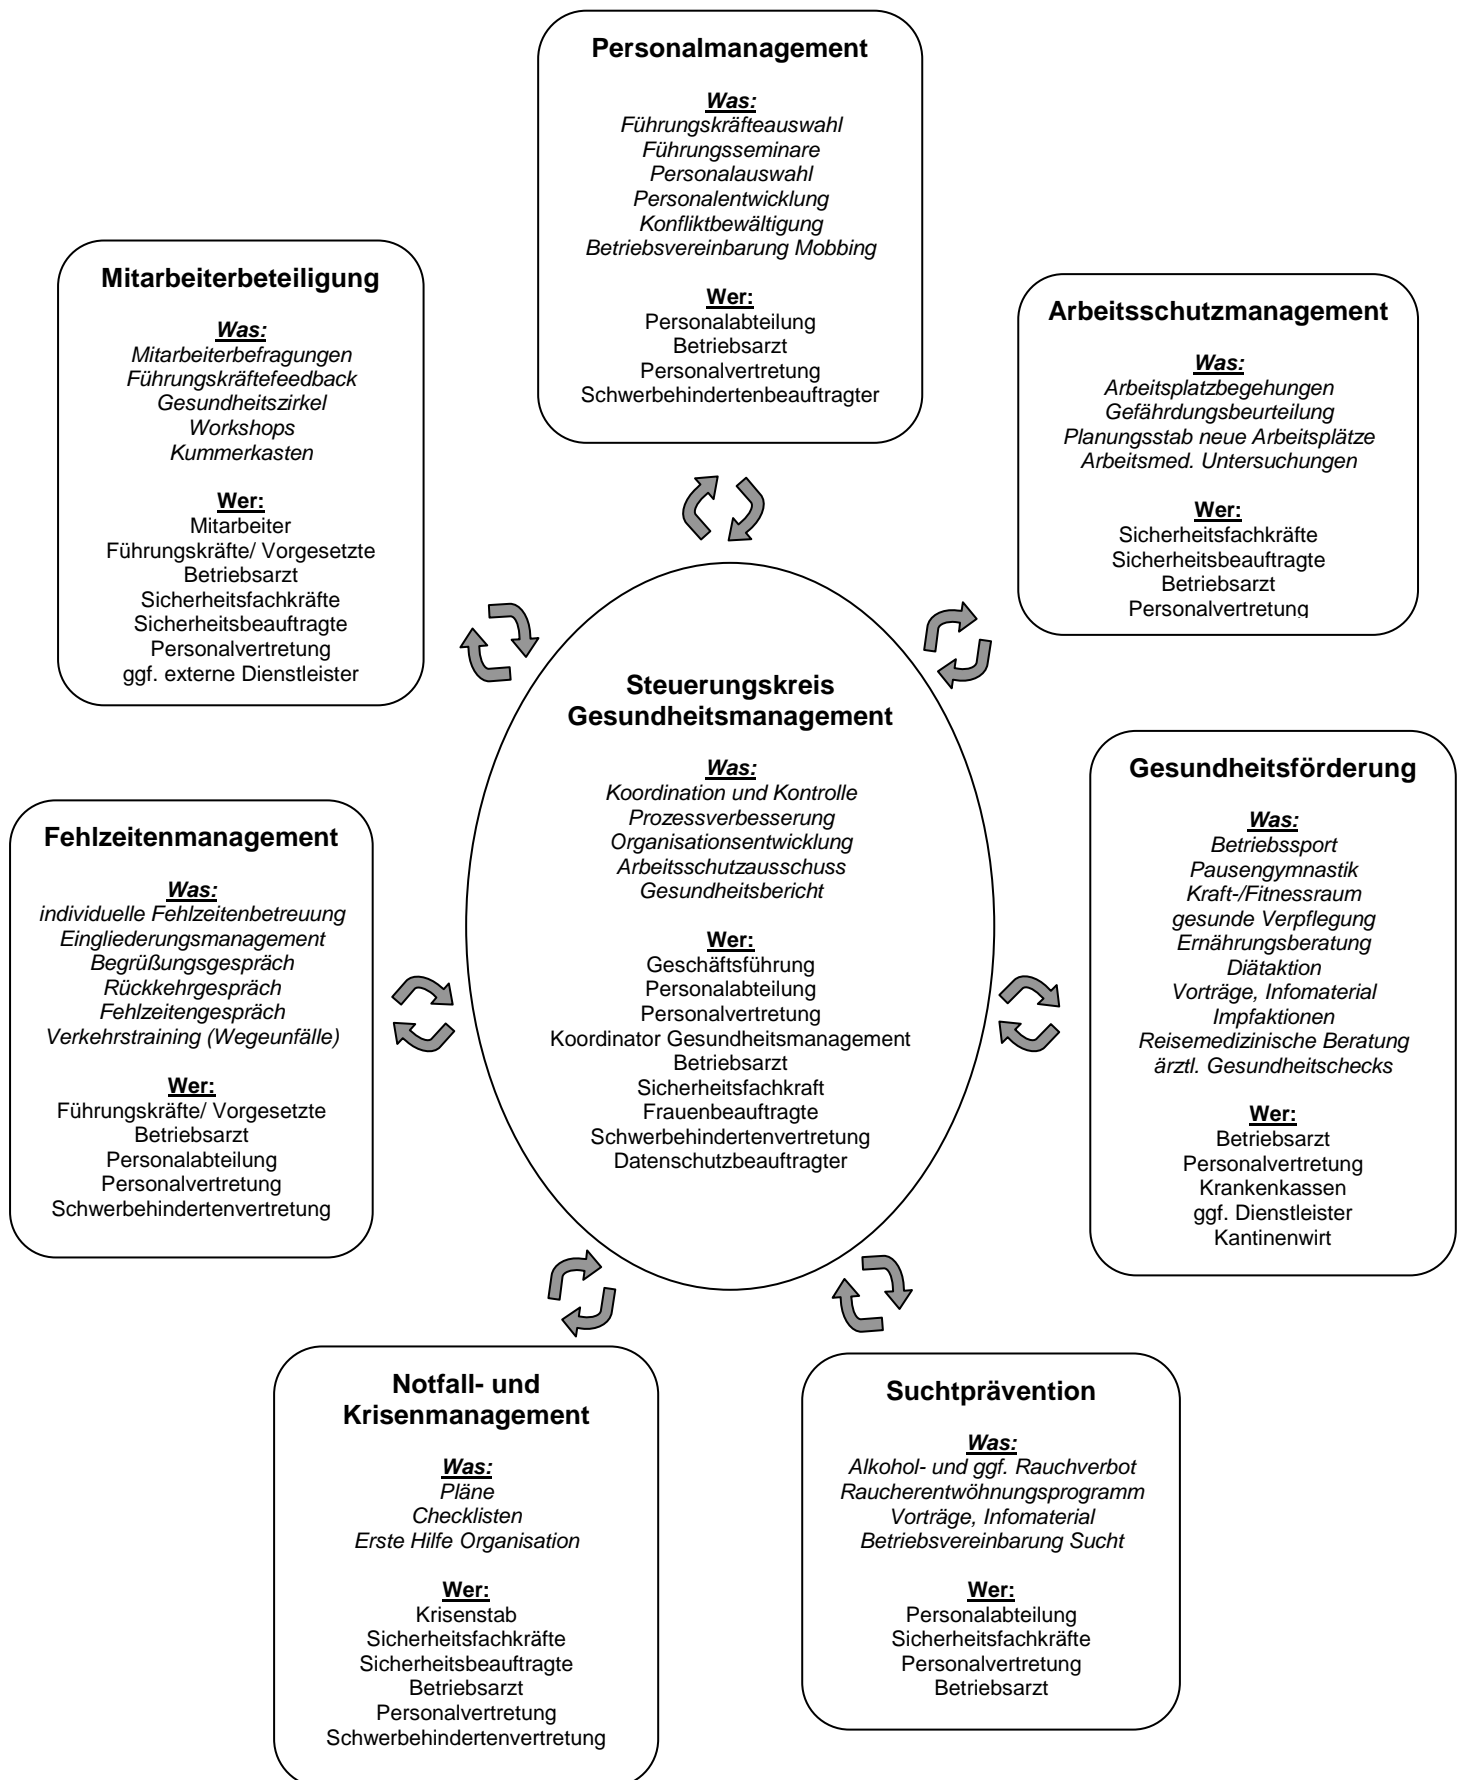 Personalmanagement
Was:
Führungskräfteauswahl
Führungsseminare
Personalauswahl
Personalentwicklung
Konfliktbewältigung
Betriebsvereinbarung Mobbing
Wer:
Personalabteilung
Betriebsarzt
Personalvertretung
Schwerbehindertenbeauftragter
Mitarbeiterbeteiligung
Was:
Mitarbeiterbefragungen
Führungskräftefeedback
Gesundheitszirkel
Workshops
Kummerkasten
Wer:
Mitarbeiter
Führungskräfte/ Vorgesetzte
Betriebsarzt
Sicherheitsfachkräfte
Sicherheitsbeauftragte
Personalvertretung
ggf. externe Dienstleister
Arbeitsschutzmanagement
Was:
Arbeitsplatzbegehungen
Gefährdungsbeurteilung
Planungsstab neue Arbeitsplätze
Arbeitsmed. Untersuchungen
Wer:
Sicherheitsfachkräfte
Sicherheitsbeauftragte
Betriebsarzt
Personalvertretung
Steuerungskreis
Gesundheitsmanagement
Was:
Koordination und Kontrolle
Prozessverbesserung
Organisationsentwicklung
Arbeitsschutzausschuss
Gesundheitsbericht
Wer:
Geschäftsführung
Personalabteilung
Personalvertretung
Koordinator Gesundheitsmanagement
Betriebsarzt
Sicherheitsfachkraft
Frauenbeauftragte
Schwerbehindertenvertretung
Datenschutzbeauftragter
Gesundheitsförderung
Was:
Betriebssport
Pausengymnastik
Kraft-/Fitnessraum
gesunde Verpflegung
Ernährungsberatung
Diätaktion
Vorträge, Infomaterial
Impfaktionen
Reisemedizinische Beratung
ärztl. Gesundheitschecks
Wer:
Betriebsarzt
Personalvertretung
Krankenkassen
ggf. Dienstleister
Kantinenwirt
Fehlzeitenmanagement
Was:
individuelle Fehlzeitenbetreuung
Eingliederungsmanagement
Begrüßungsgespräch
Rückkehrgespräch
Fehlzeitengespräch
Verkehrstraining (Wegeunfälle)
Wer:
Führungskräfte/ Vorgesetzte
Betriebsarzt
Personalabteilung
Personalvertretung
Schwerbehindertenvertretung
Notfall- und
Krisenmanagement
Was:
Pläne
Checklisten
Erste Hilfe Organisation
Wer:
Krisenstab
Sicherheitsfachkräfte
Sicherheitsbeauftragte
Betriebsarzt
Personalvertretung
Schwerbehindertenvertretung
Suchtprävention
Was:
Alkohol- und ggf. Rauchverbot
Raucherentwöhnungsprogramm
Vorträge, Infomaterial
Betriebsvereinbarung Sucht
Wer:
Personalabteilung
Sicherheitsfachkräfte
Personalvertretung
Betriebsarzt